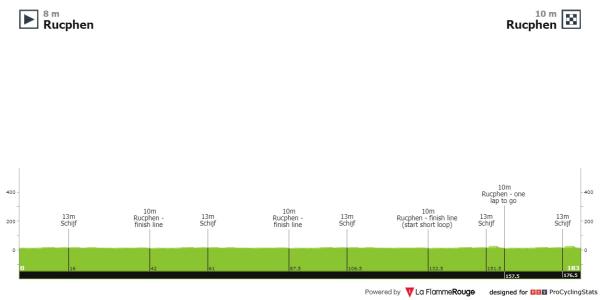 8 m
Rucphen
10 m
Rucphen
400
200
0
13m
Schijf
10m
Rucphen -
finish line
13m
Schijf
10m
Rucphen -
finish line
13m
Schijf
10m
Rucphen - finish line
(start short loop)
13m
Schijf
10m
Rucphen - one
lap to go
13m
Schijf
400
200
0
0
16
42
61
87.5
106.5
132.5
151.5
157.5
176.5
183
Powered by La FlammeRouge
designed for PCS ProCyclingStats